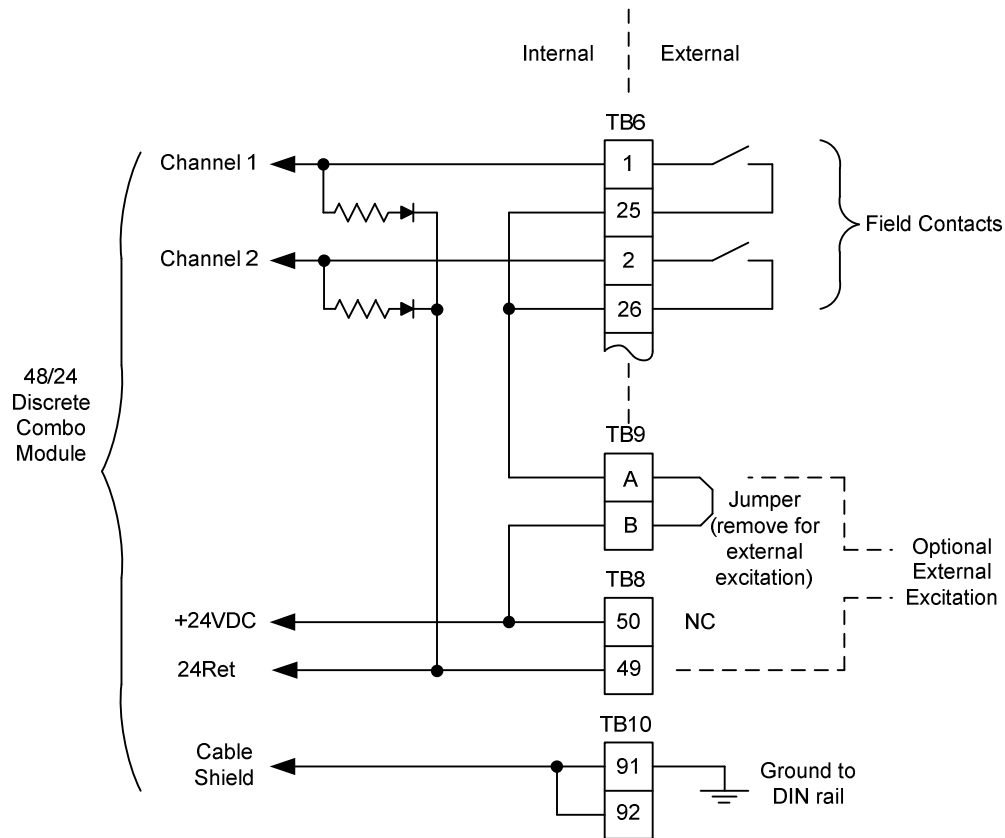 Internal
External
TB6
Channel 1
1
25
Channel 2
2
26
Field Contacts
48/24
Discrete
Combo
Module
TB9
A
B
Jumper
(remove for
external
excitation)
Optional
External
Excitation
TB8
+24VDC
50
NC
24Ret
49
TB10
Cable
Shield
91
92
Ground to
DIN rail